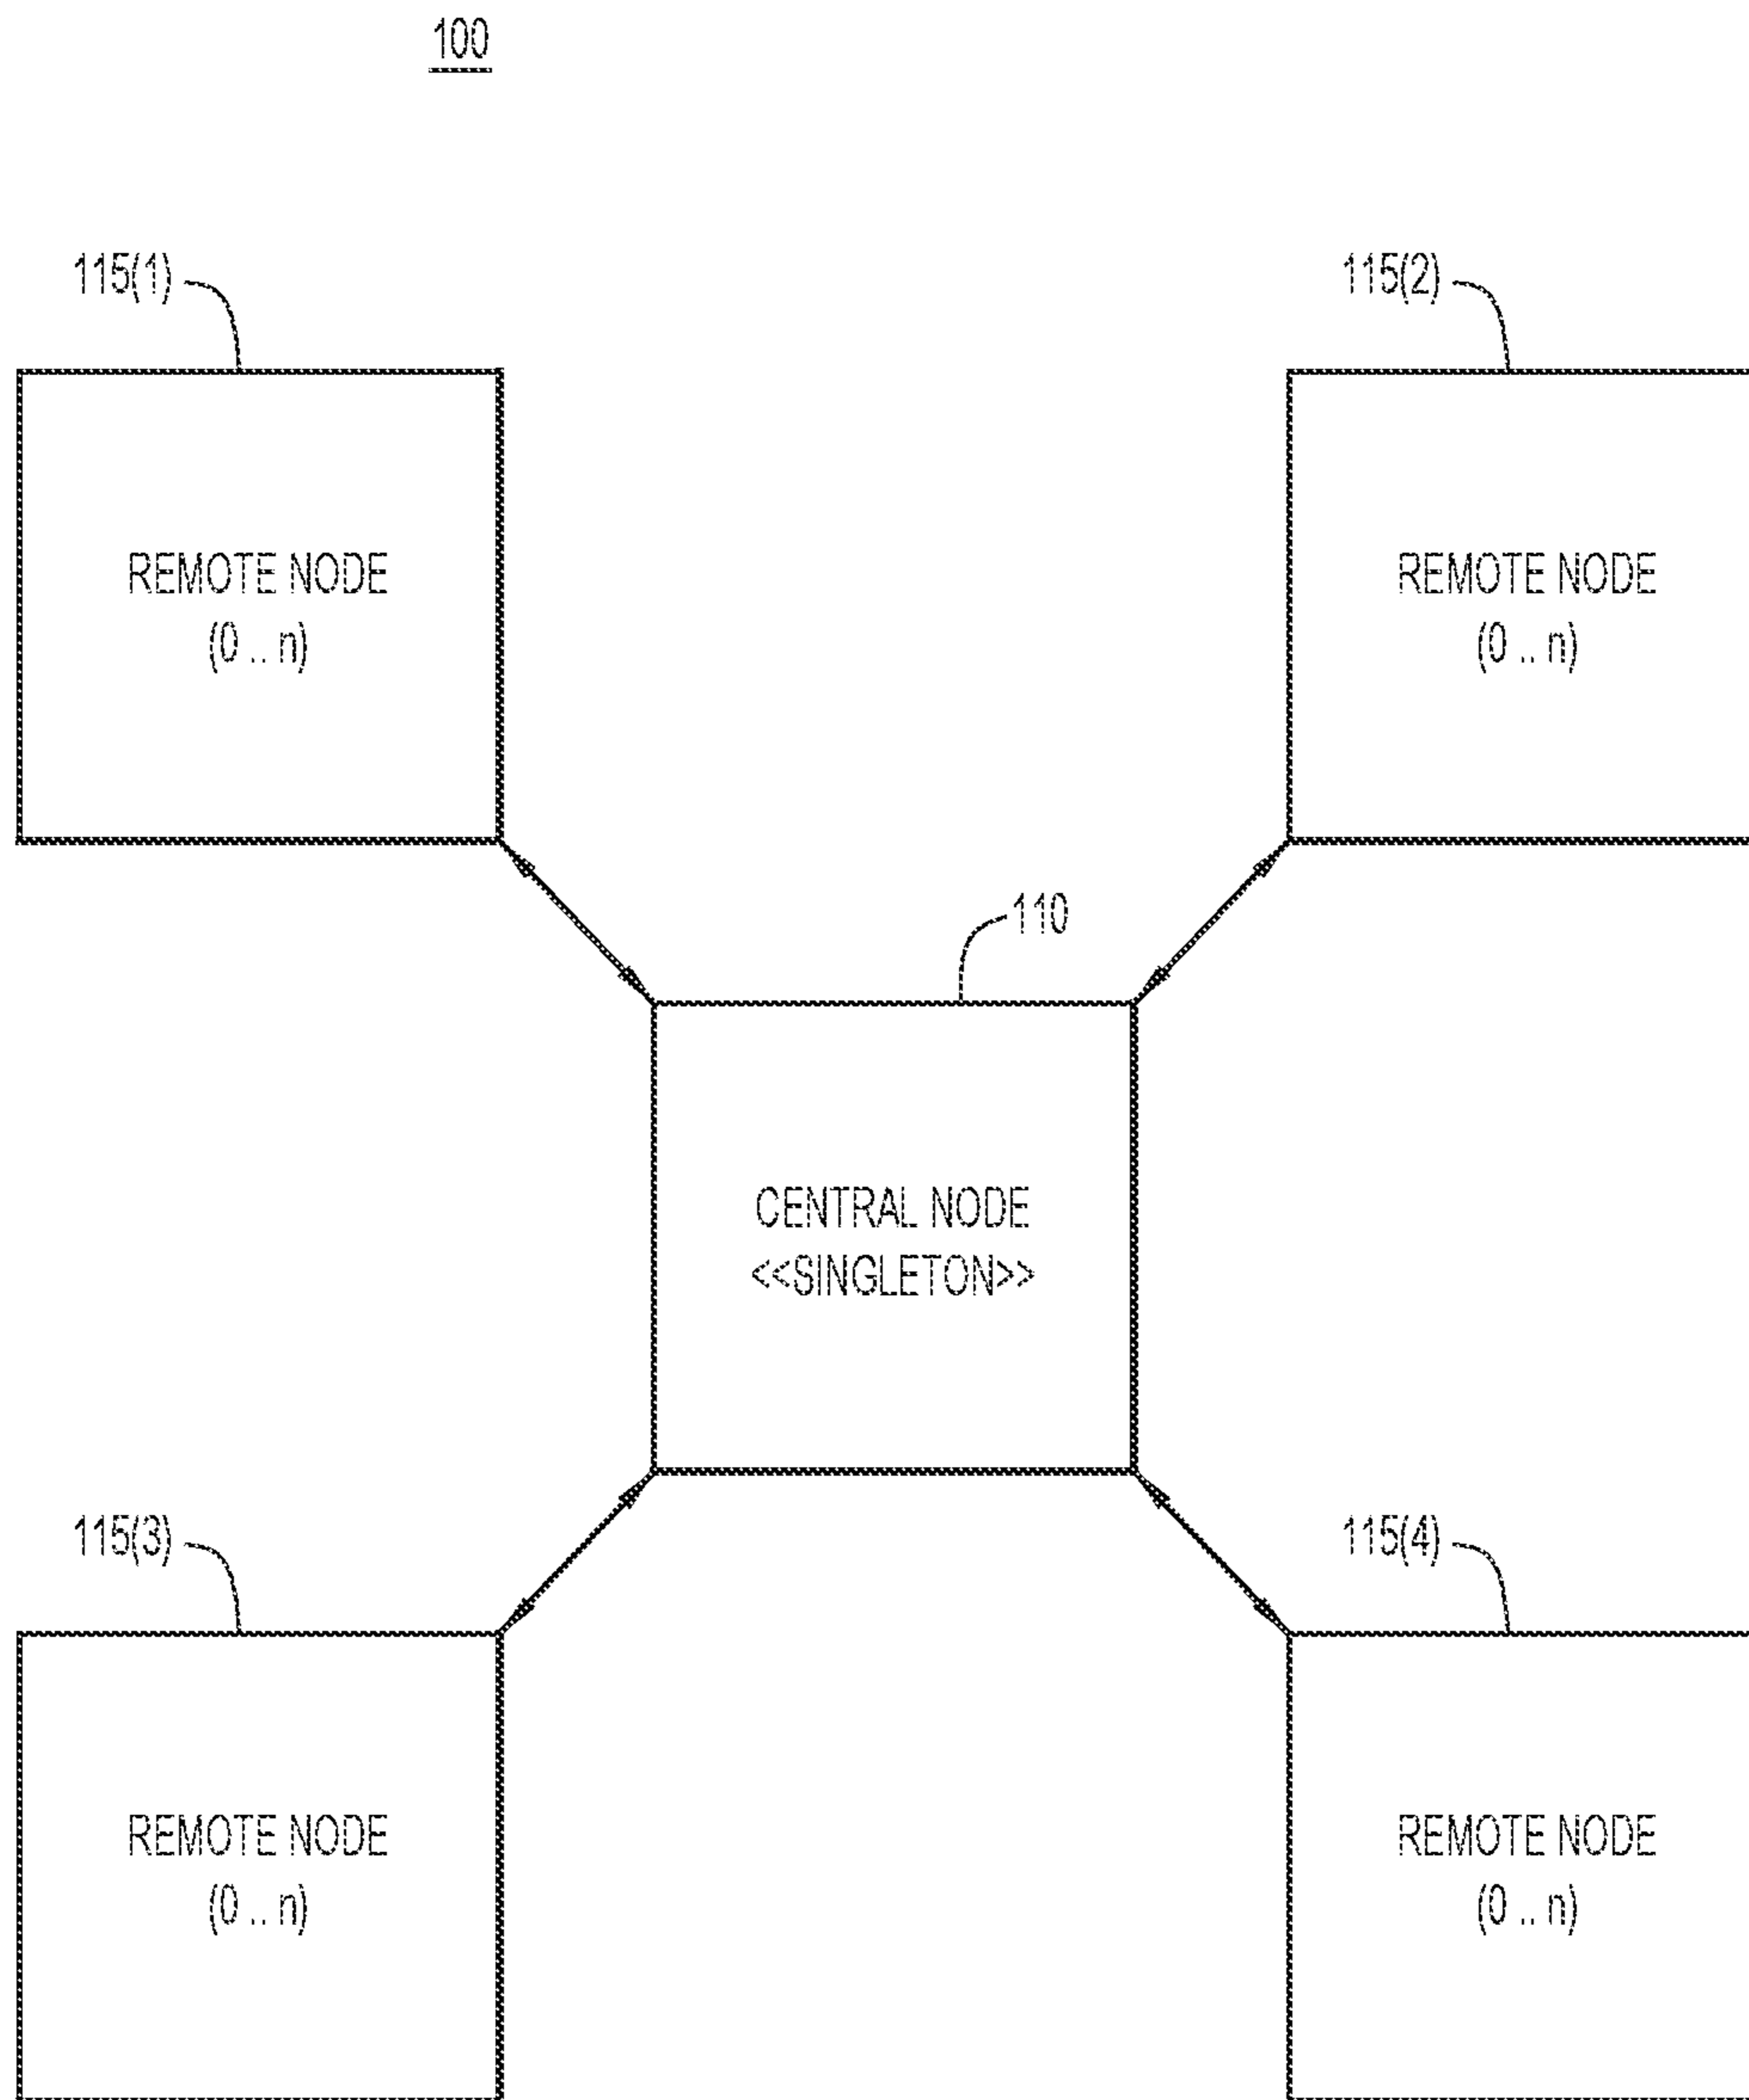 100
115(1)
115(2)
REMOTE NODE
(0 .. n)
REMOTE NODE
(0 .. n)
110
CENTRAL NODE
<<SINGLETON>>
115(3)
115(4)
REMOTE NODE
(0 .. n)
REMOTE NODE
(0 .. n)